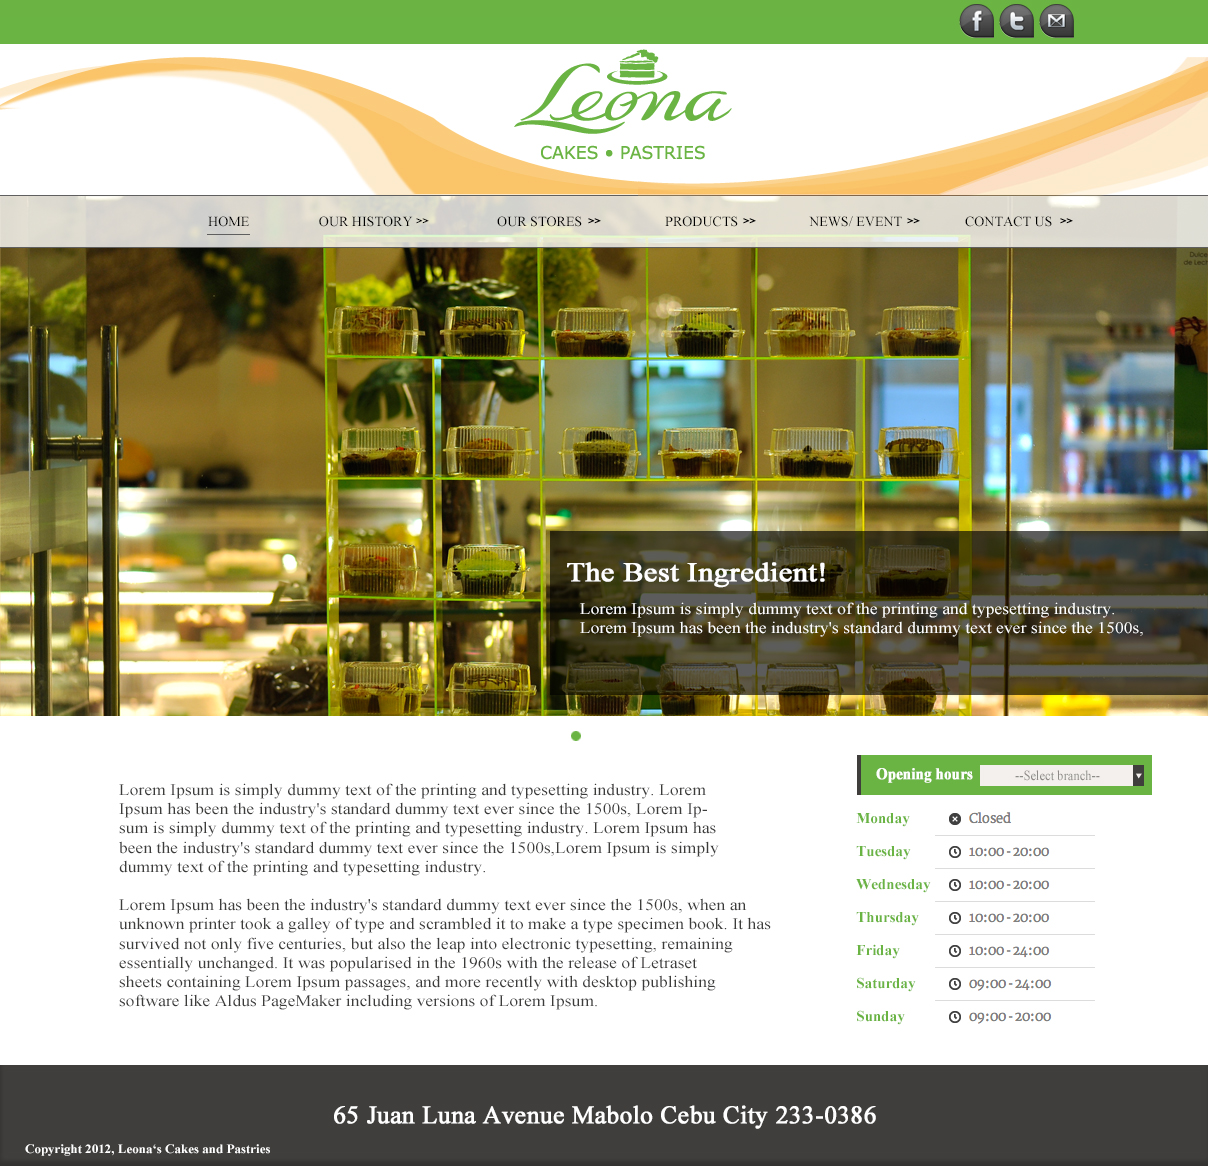 Leona
CAKES • PASTRIES
HOME OUR HISTORY >> OUR STORES >> PRODUCTS >> NEWS/ EVENT >> CONTACT US >>
Dulce
de Lech
The Best Ingredient!
Lorem Ipsum is simply dummy text of the printing and typesetting industry.
Lorem Ipsum has been the industry's standard dummy text ever since the 1500s,
Lorem Ipsum is simply dummy text of the printing and typesetting industry. Lorem
Ipsum has been the industry's standard dummy text ever since the 1500s, Lorem Ip-
sum is simply dummy text of the printing and typesetting industry. Lorem Ipsum has
been the industry's standard dummy text ever since the 1500s,Lorem Ipsum is simply
dummy text of the printing and typesetting industry.
Lorem Ipsum has been the industry's standard dummy text ever since the 1500s, when an
unknown printer took a galley of type and scrambled it to make a type specimen book. It has
survived not only five centuries, but also the leap into electronic typesetting, remaining
essentially unchanged. It was popularised in the 1960s with the release of Letraset
sheets containing Lorem Ipsum passages, and more recently with desktop publishing
software like Aldus PageMaker including versions of Lorem Ipsum.
Opening hours --Select branch--
Monday Closed
Tuesday 10:00 - 20:00
Wednesday 10:00 - 20:00
Thursday 10:00 - 20:00
Friday 10:00 - 24:00
Saturday 09:00 - 24:00
Sunday 09:00 - 20:00
65 Juan Luna Avenue Mabolo Cebu City 233-0386
Copyright 2012, Leona‘s Cakes and Pastries